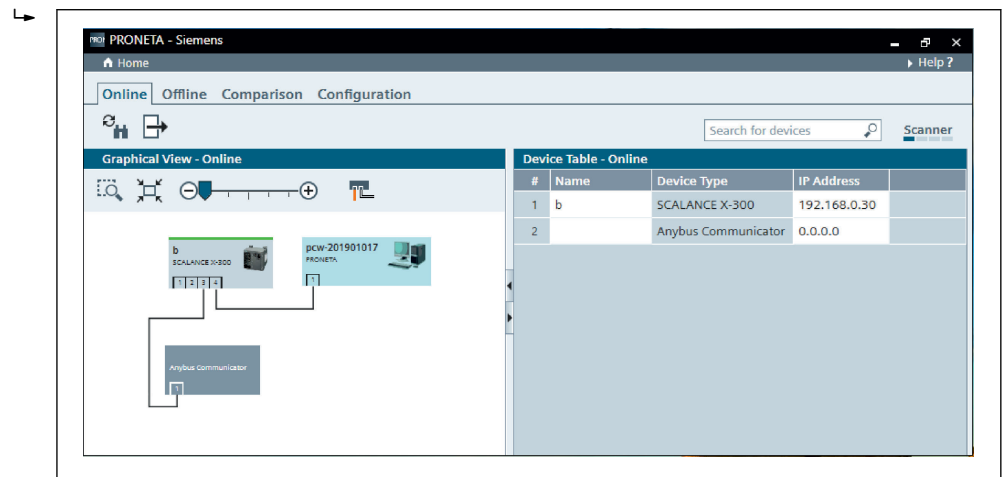 PRONETA - Siemens
Home
Help ?
Online Offline Comparison Configuration
Search for devices
Scanner
Graphical View - Online
Device Table - Online
# Name Device Type IP Address
1 b SCALANCE X-300 192.168.0.30
2 Anybus Communicator 0.0.0.0
b
SCALANCE X-300
1 2 3 4
pcw-201901017
PRONETA
1
Anybus Communicator
1